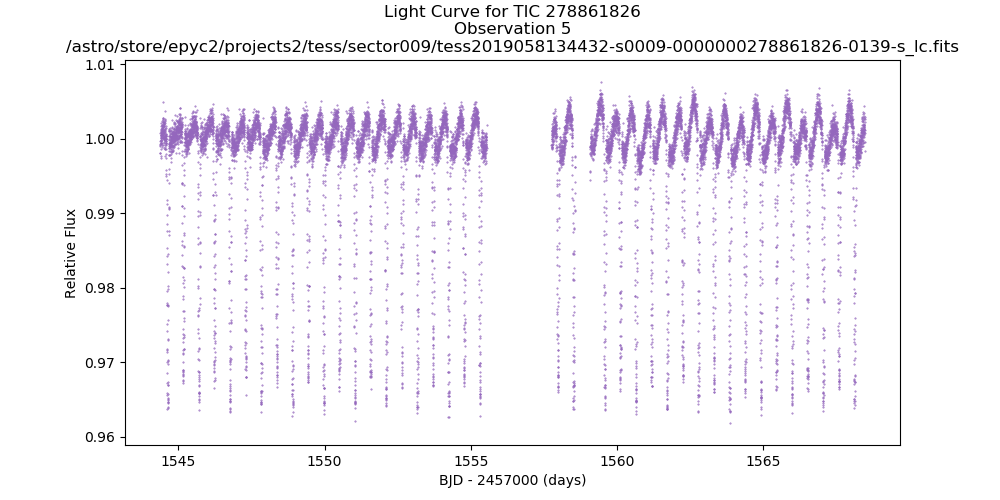 Light Curve for TIC 278861826
Observation 5
/astro/store/epyc2/projects2/tess/sector009/tess2019058134432-s0009-0000000278861826-0139-s_lc.fits
1.01
1.00
0.99
0.98
0.97
0.96
Relative Flux
1545
1550
1555
1560
1565
BJD - 2457000 (days)